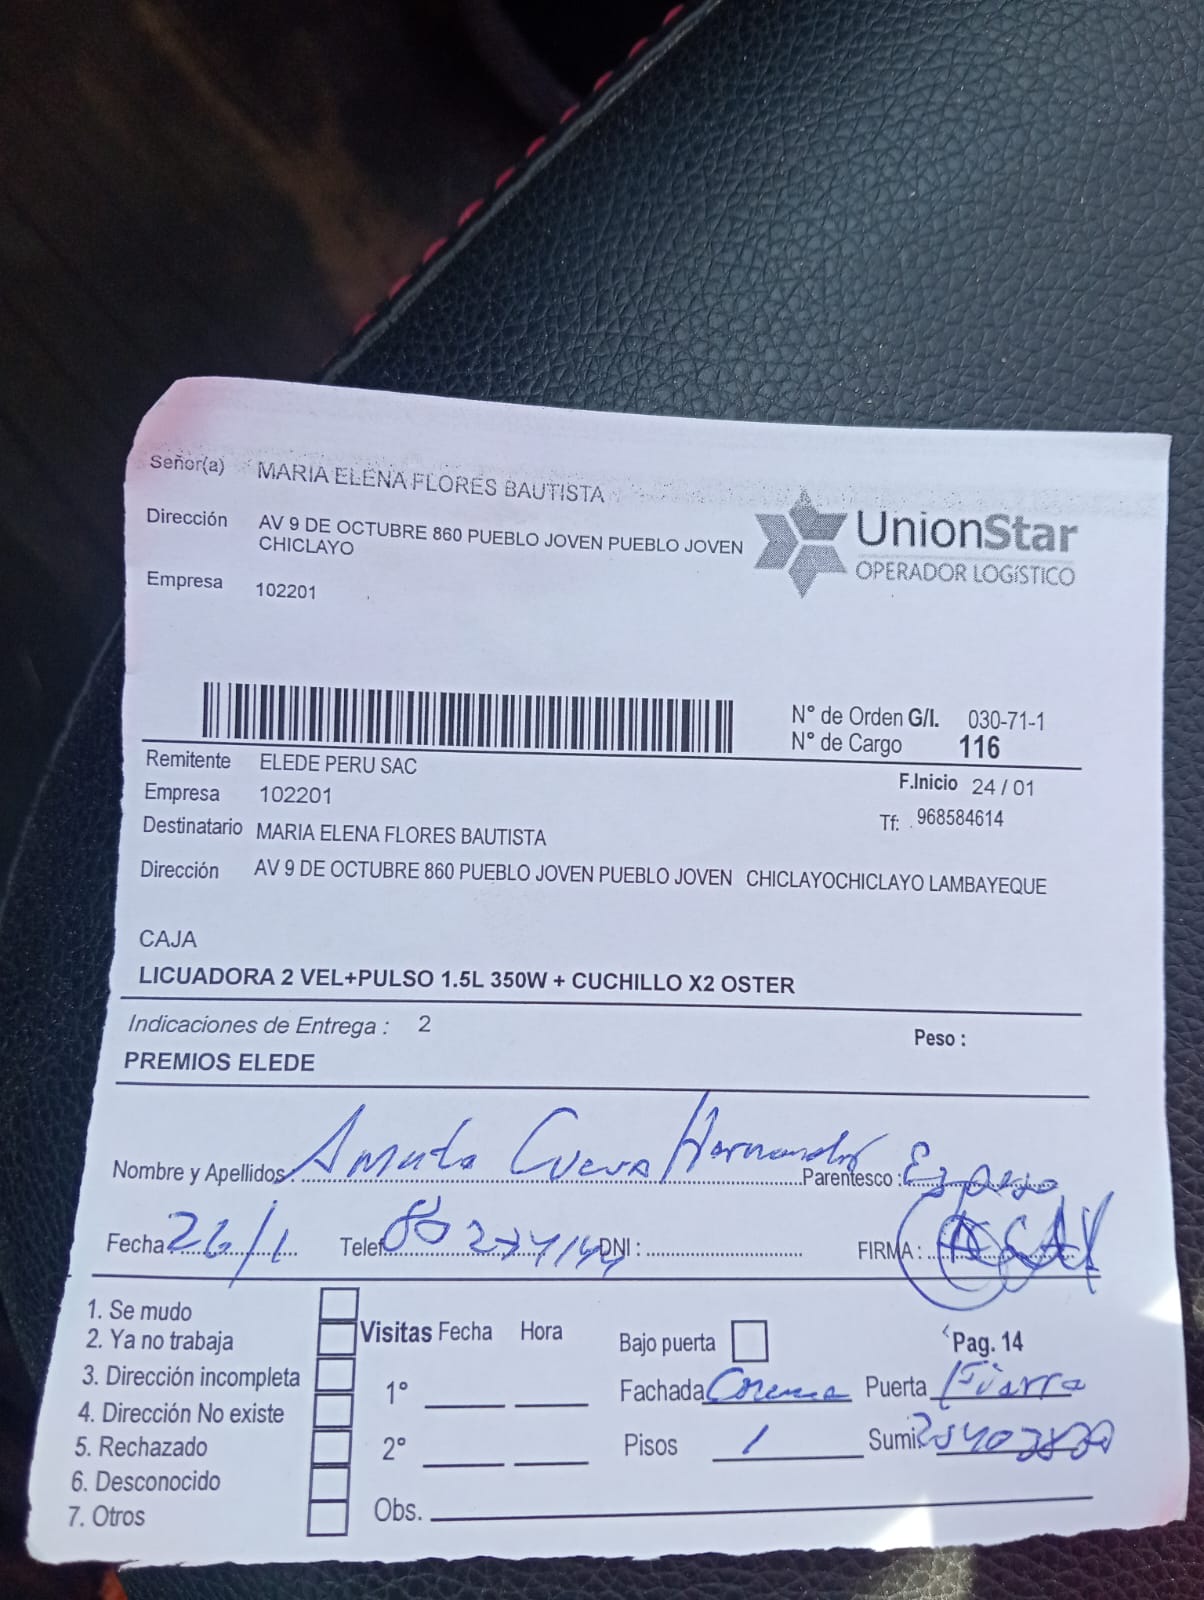 Señor(a) MARIA ELENA FLORES BAUTISTA
Dirección AV 9 DE OCTUBRE 860 PUEBLO JOVEN PUEBLO JOVEN
CHICLAYO
UnionStar
OPERADOR LOGíSTICO
Empresa 102201
N° de Orden G/I. 030-71-1
N° de Cargo 116
Remitente ELEDE PERU SAC
F.Inicio 24 / 01
Empresa 102201
Tf: 968584614
Destinatario MARIA ELENA FLORES BAUTISTA
Dirección AV 9 DE OCTUBRE 860 PUEBLO JOVEN PUEBLO JOVEN CHICLAYOCHICLAYO LAMBAYEQUE
CAJA
LICUADORA 2 VEL+PULSO 1.5L 350W + CUCHILLO X2 OSTER
Indicaciones de Entrega : 2
Peso :
PREMIOS ELEDE
Nombre y Apellidos: Cueva Parentesco :
Fecha 26/1 Telef. DNI : FIRMA :
1. Se mudo
2. Ya no trabaja
3. Dirección incompleta
4. Dirección No existe
5. Rechazado
6. Desconocido
7. Otros
Visitas Fecha Hora
1°
2°
Obs.
Bajo puerta
Pag. 14
Fachada Puerta
Pisos 1 Sumi